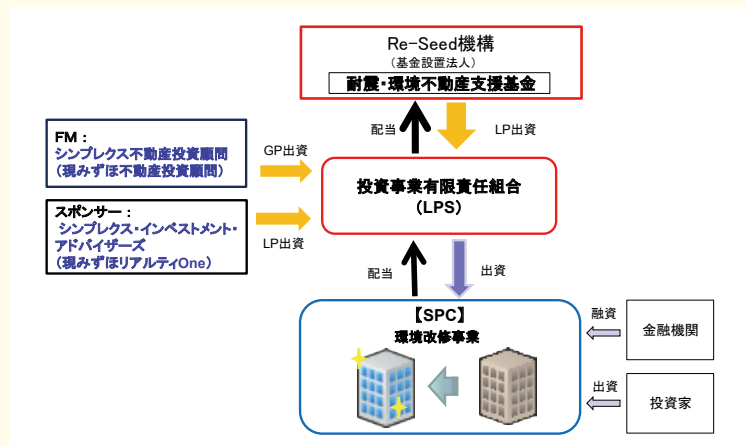 Re-Seed機構
(基金設置法人)
耐震・環境不動産支援基金
配当
LP出資
FM：
シンプレクス不動産投資顧問
(現みずほ不動産投資顧問)
GP出資
投資事業有限責任組合
(LPS)
スポンサー：
シンプレクス・インベストメント・
アドバイザーズ
(現みずほリアルティOne)
LP出資
配当
出資
【SPC】
環境改修事業
融資
金融機関
出資
投資家